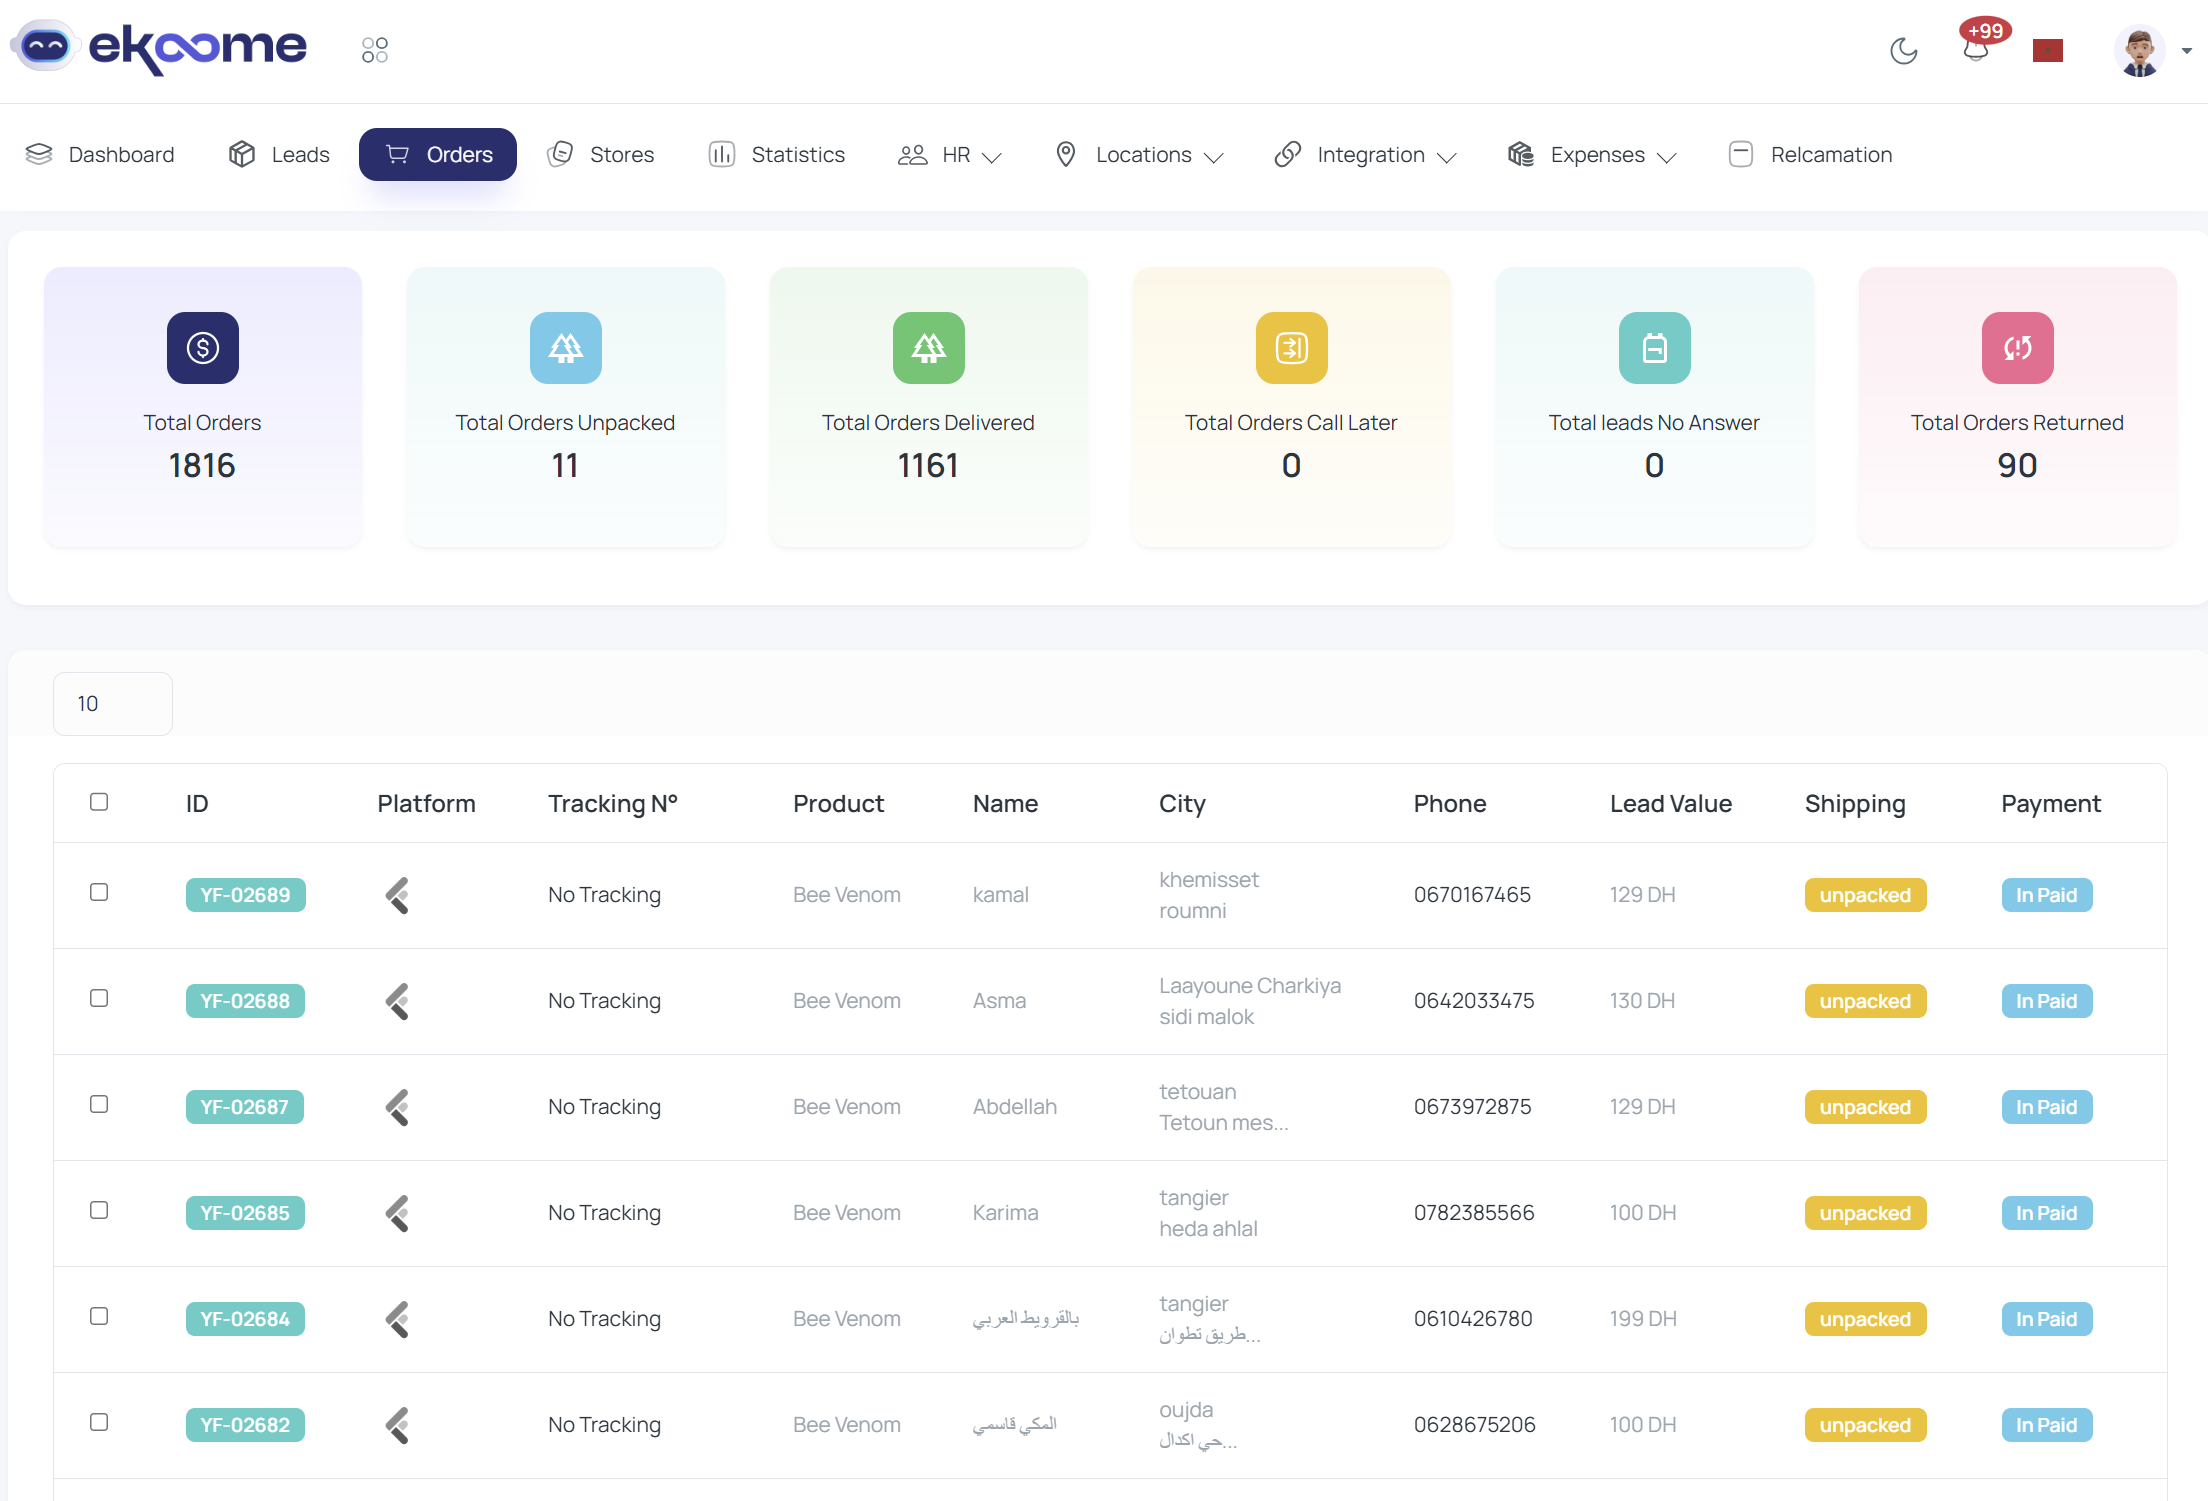 ekoome
+99
Dashboard
Leads
Orders
Stores
Statistics
HR
Locations
Integration
Expenses
Relcamation
Total Orders
1816
Total Orders Unpacked
11
Total Orders Delivered
1161
Total Orders Call Later
0
Total leads No Answer
0
Total Orders Returned
90
10
ID Platform Tracking N° Product Name City Phone Lead Value Shipping Payment
YF-02689 No Tracking Bee Venom kamal khemisset 0670167465 129 DH unpacked In Paid
roumni
YF-02688 No Tracking Bee Venom Asma Laayoune Charkiya 0642033475 130 DH unpacked In Paid
sidi malok
YF-02687 No Tracking Bee Venom Abdellah tetouan 0673972875 129 DH unpacked In Paid
Tetoun mes...
YF-02685 No Tracking Bee Venom Karima tangier 0782385566 100 DH unpacked In Paid
heda ahlal
YF-02684 No Tracking Bee Venom بالقرويط العربي tangier 0610426780 199 DH unpacked In Paid
طريق تطوان...
YF-02682 No Tracking Bee Venom المكي قاسمي oujda 0628675206 100 DH unpacked In Paid
حي اكدال...